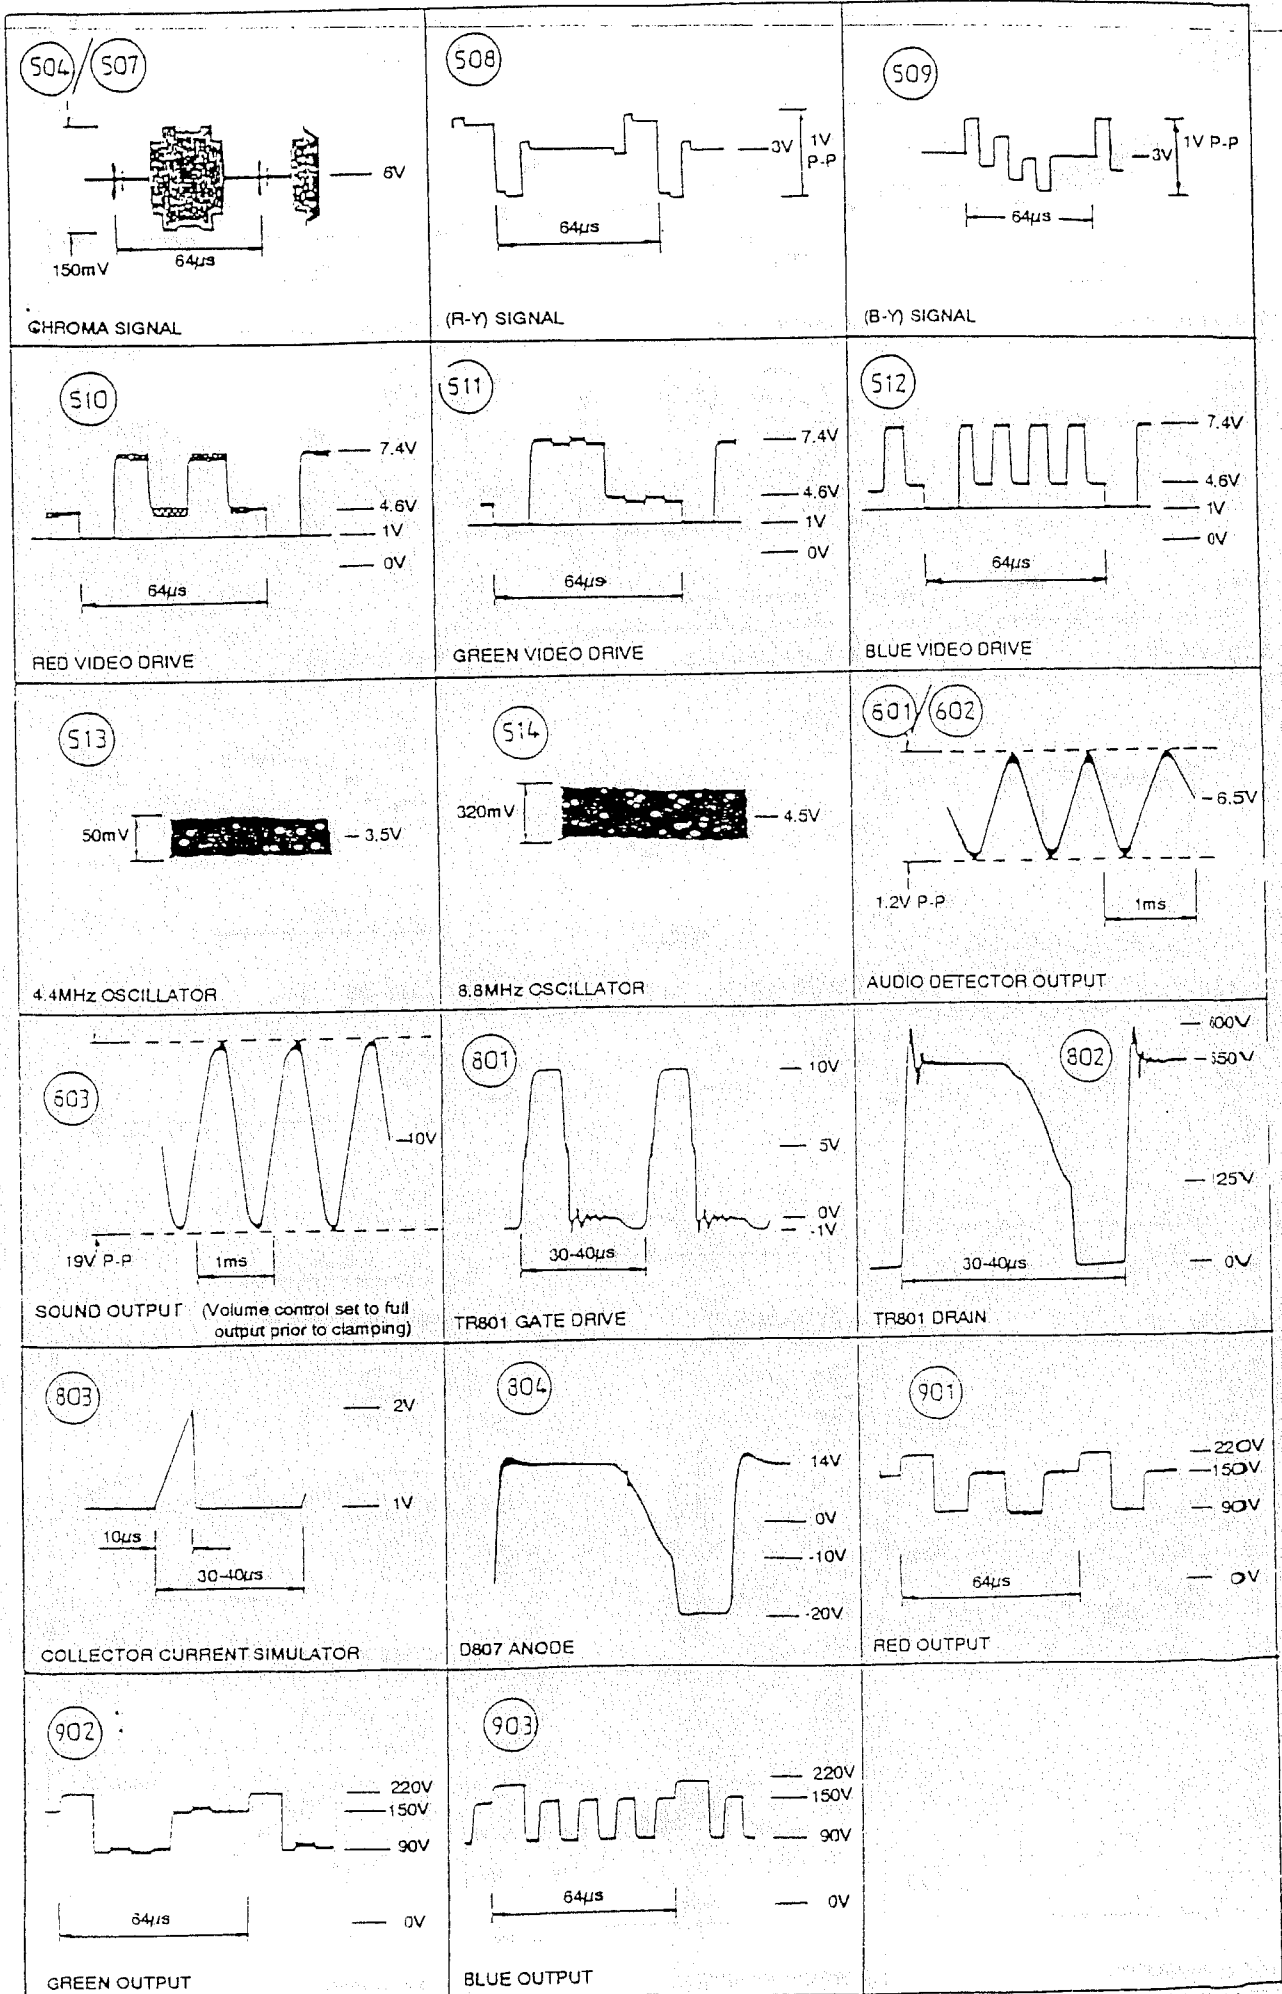 504/507
6V
64µs
150mV
CHROMA SIGNAL
508
3V
1V
P-P
64µs
(R-Y) SIGNAL
509
3V
1V P-P
64µs
(B-Y) SIGNAL
510
7.4V
4.6V
1V
0V
64µs
RED VIDEO DRIVE
511
7.4V
4.6V
1V
0V
64µs
GREEN VIDEO DRIVE
512
7.4V
4.6V
1V
0V
64µs
BLUE VIDEO DRIVE
513
50mV
3.5V
4.4MHz OSCILLATOR
514
320mV
4.5V
8.8MHz OSCILLATOR
601/602
6.5V
1.2V P-P
1ms
AUDIO DETECTOR OUTPUT
603
10V
19V P-P
1ms
SOUND OUTPUT (Volume control set to full
output prior to clamping)
801
10V
5V
0V
-1V
30-40µs
TR801 GATE DRIVE
802
0V
30-40µs
TR801 DRAIN
803
2V
1V
10µs
30-40µs
COLLECTOR CURRENT SIMULATOR
804
14V
0V
-10V
-20V
D807 ANODE
901
220V
150V
90V
0V
64µs
RED OUTPUT
902
220V
150V
90V
64µs
0V
GREEN OUTPUT
903
220V
150V
90V
64µs
0V
BLUE OUTPUT